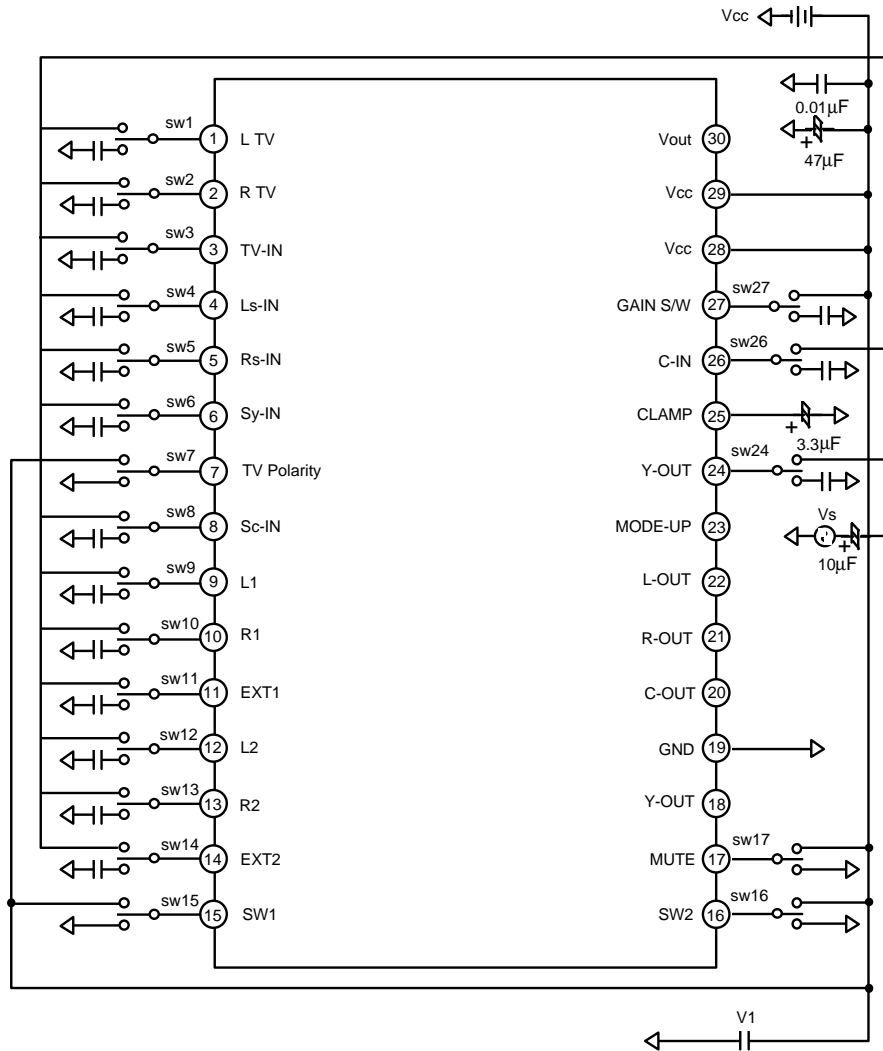 Vcc
0.01µF
47µF
sw1 1 L TV
sw2 2 R TV
sw3 3 TV-IN
sw4 4 Ls-IN
sw5 5 Rs-IN
sw6 6 Sy-IN
sw7 7 TV Polarity
sw8 8 Sc-IN
sw9 9 L1
sw10 10 R1
sw11 11 EXT1
sw12 12 L2
sw13 13 R2
sw14 14 EXT2
sw15 15 SW1
Vout 30
Vcc 29
Vcc 28
GAIN S/W 27 sw27
C-IN 26 sw26
CLAMP 25
+
3.3µF
Y-OUT 24 sw24
MODE-UP 23
Vs
+
10µF
L-OUT 22
R-OUT 21
C-OUT 20
GND 19
Y-OUT 18
MUTE 17 sw17
SW2 16 sw16
V1
+